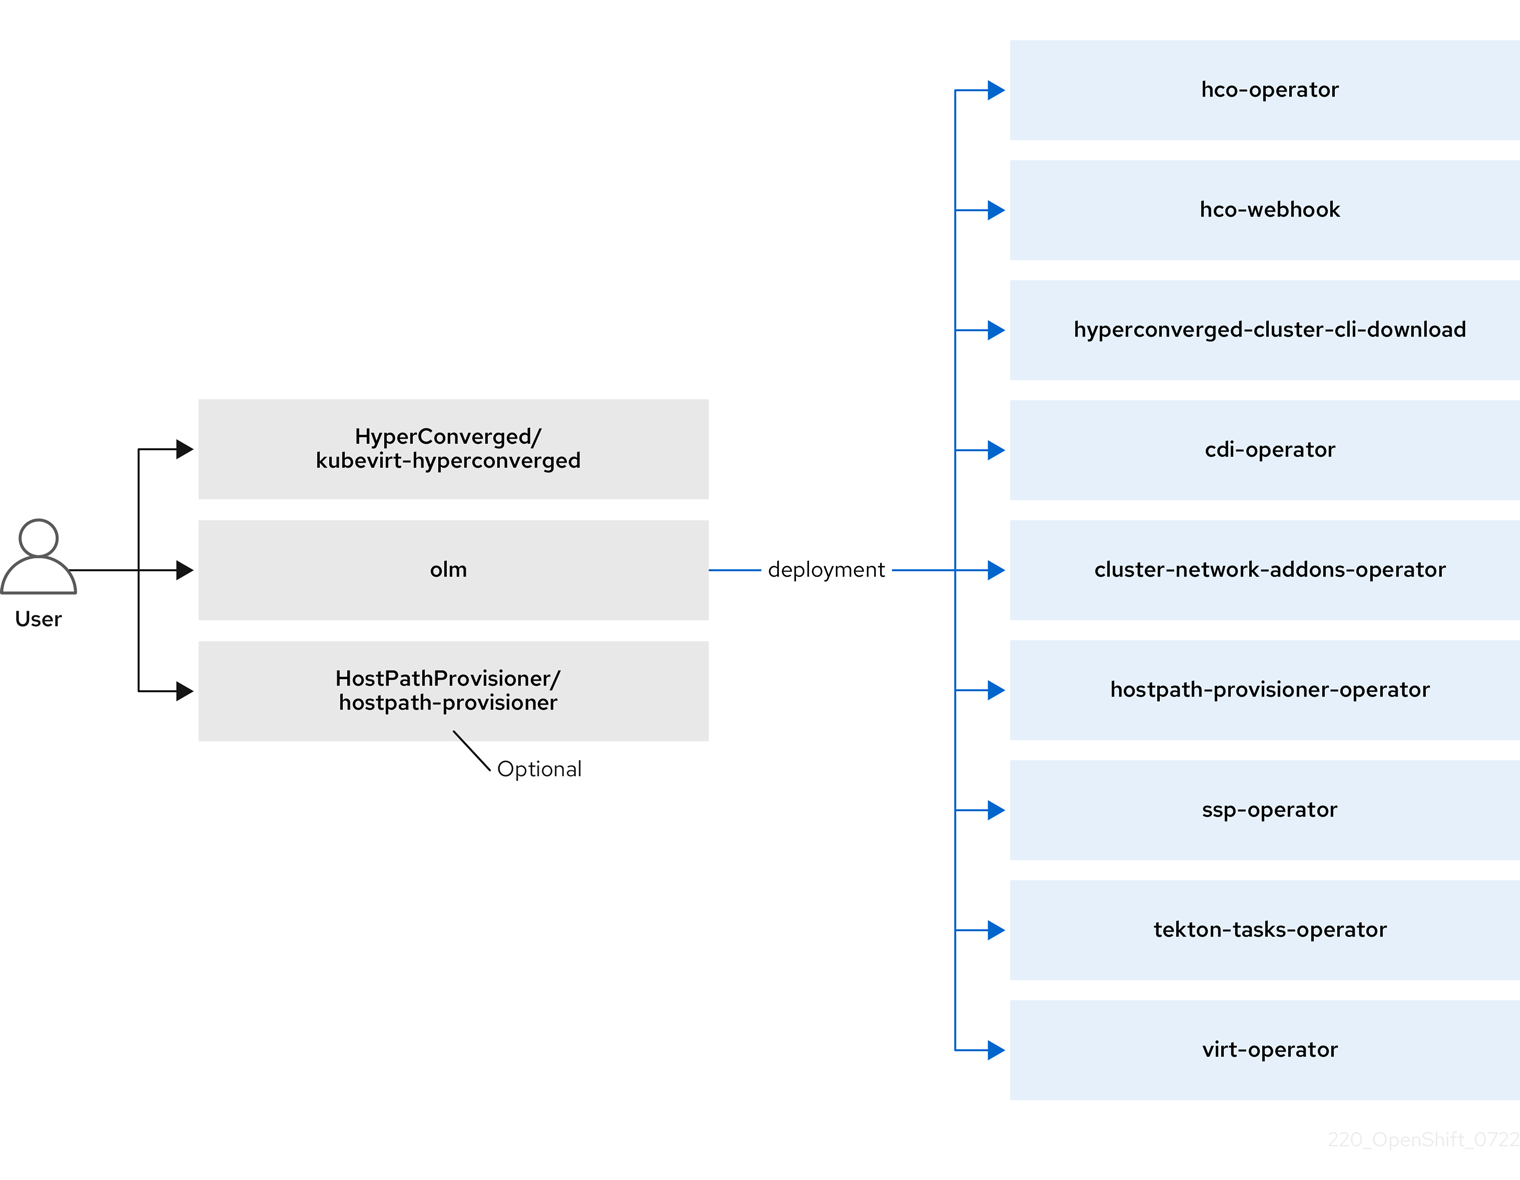 User
HyperConverged/
kubevirt-hyperconverged
olm
HostPathProvisioner/
hostpath-provisioner
Optional
deployment
hco-operator
hco-webhook
hyperconverged-cluster-cli-download
cdi-operator
cluster-network-addons-operator
hostpath-provisioner-operator
ssp-operator
tekton-tasks-operator
virt-operator
220_OpenShift_0722